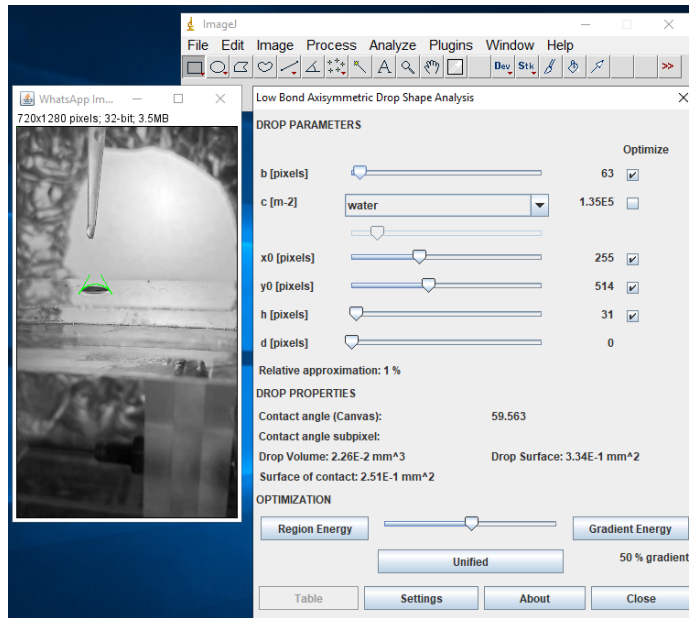 ImageJ
File Edit Image Process Analyze Plugins Window Help
A Dev Stk >>
WhatsApp Im...
720x1280 pixels; 32-bit; 3.5MB
Low Bond Axisymmetric Drop Shape Analysis
DROP PARAMETERS
Optimize
b [pixels] 63
c [m-2] water 1.35E5
x0 [pixels] 255
y0 [pixels] 514
h [pixels] 31
d [pixels] 0
Relative approximation: 1 %
DROP PROPERTIES
Contact angle (Canvas): 59.563
Contact angle subpixel:
Drop Volume: 2.26E-2 mm^3 Drop Surface: 3.34E-1 mm^2
Surface of contact: 2.51E-1 mm^2
OPTIMIZATION
Region Energy Gradient Energy
Unified 50 % gradient
Table Settings About Close